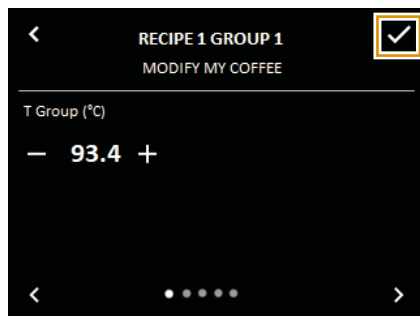 RECIPE 1 GROUP 1
MODIFY MY COFFEE
T Group (°C)
− 93.4 +